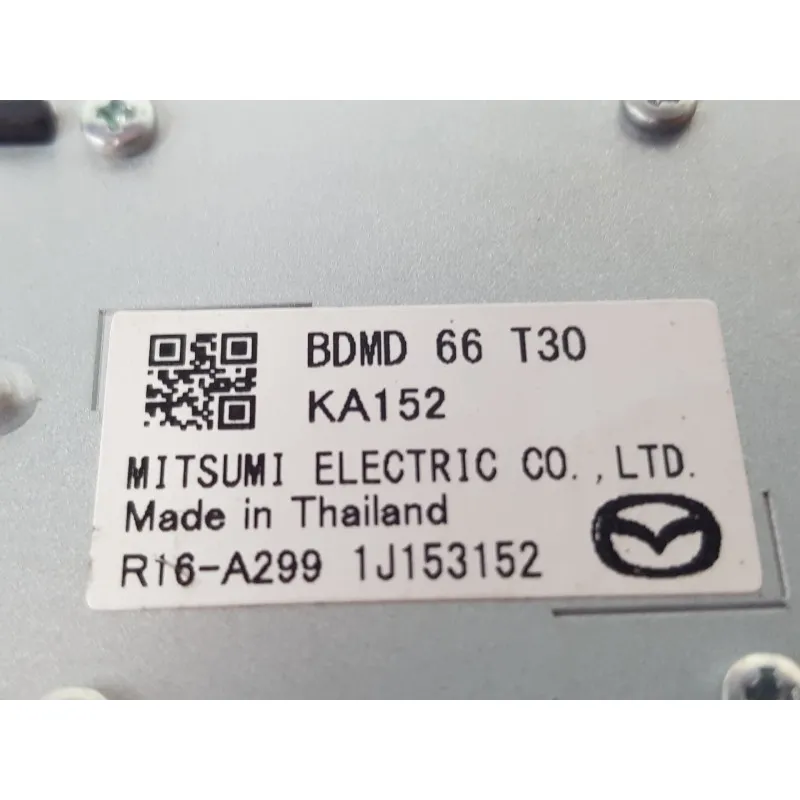 BDMD 66 T30
KA152
MITSUMI ELECTRIC CO.,LTD.
Made in Thailand
R16-A299 1J153152